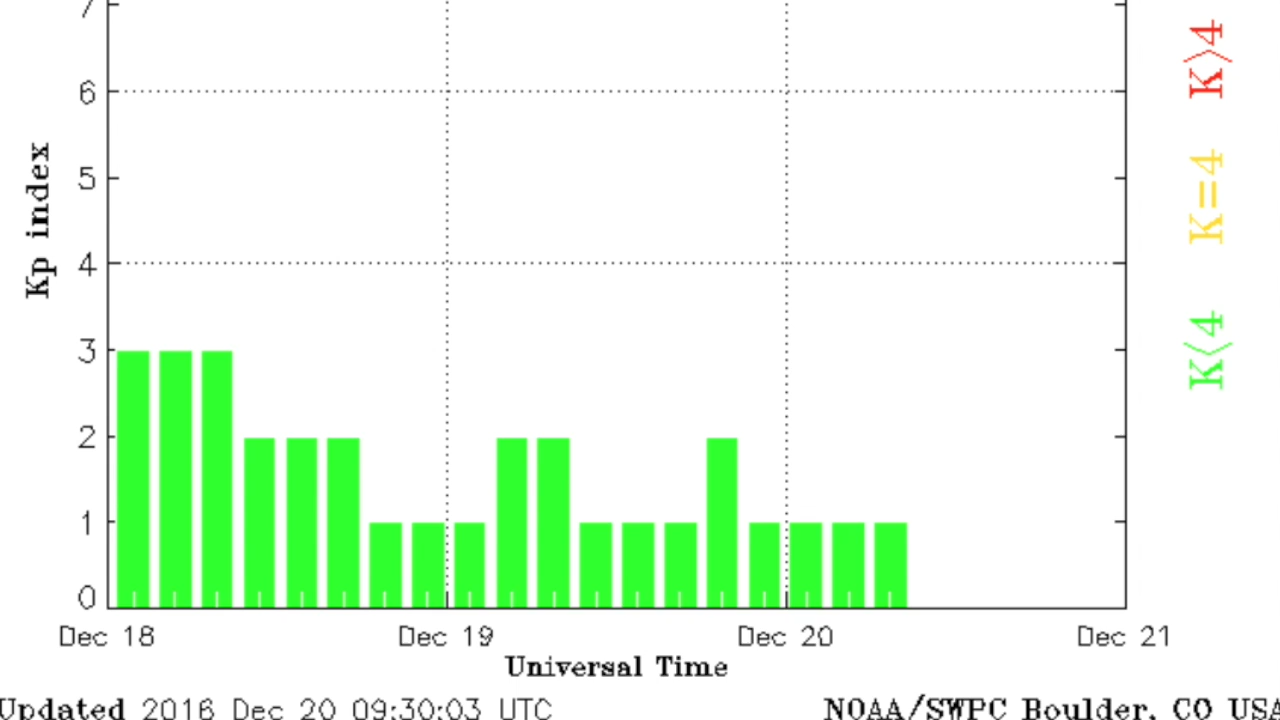 7
6
5
4
3
2
1
0
Kp index
Dec 18 Dec 19 Dec 20 Dec 21
Universal Time
Updated 2016 Dec 20 09:30:03 UTC
NOAA/SWPC Boulder, CO USA
K>4
K=4
K<4